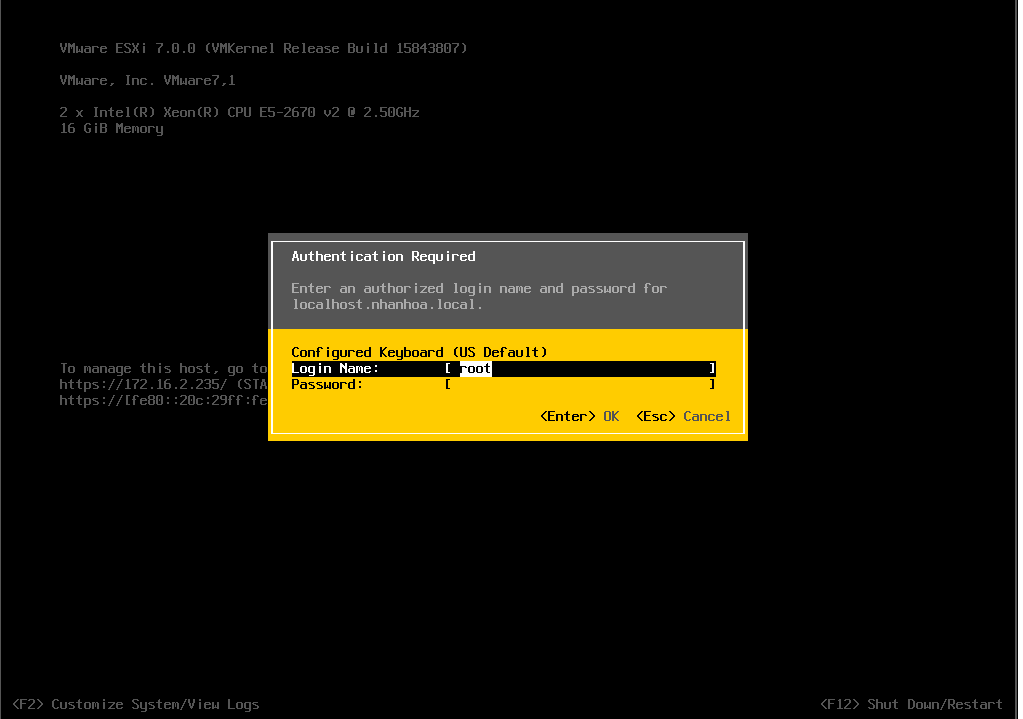 VMware ESXi 7.0.0 (VMKernel Release Build 15843807)
VMware, Inc. VMware7,1
2 x Intel(R) Xeon(R) CPU E5-2670 v2 @ 2.50GHz
16 GiB Memory
Authentication Required
Enter an authorized login name and password for
localhost.nhanhoa.local.
Configured Keyboard (US Default)
To manage this host, go to
Login Name: [ root ]
https://172.16.2.235/ (STA
Password: [ ]
https://[fe80::20c:29ff:fe
<Enter> OK <Esc> Cancel
<F2> Customize System/View Logs <F12> Shut Down/Restart